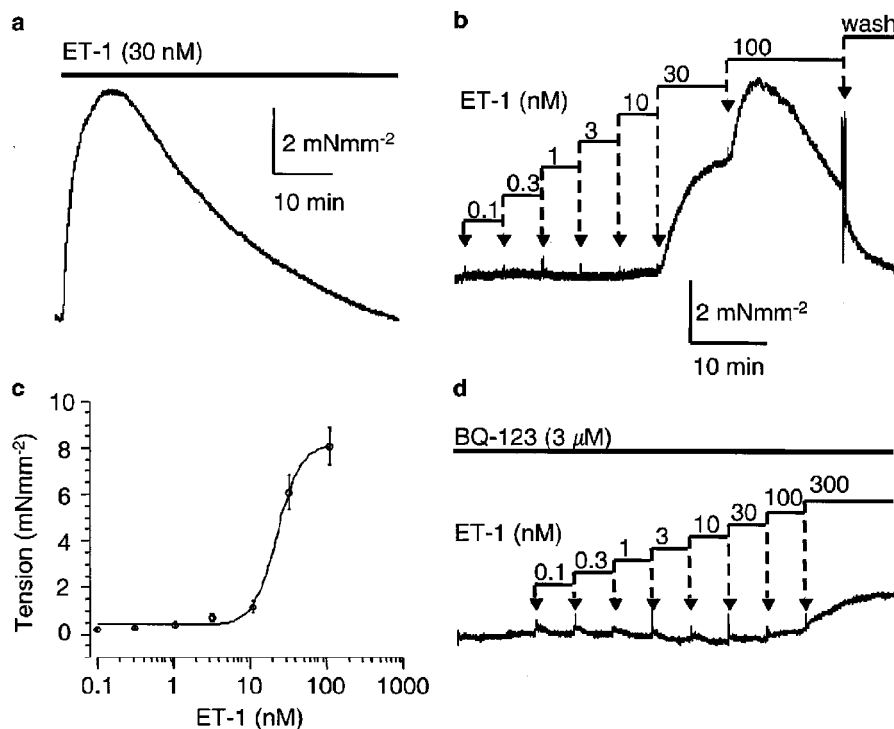 a
ET-1 (30 nM)
2 mNmm-2
10 min
b
wash
100
30
10
3
1
0.3
0.1
ET-1 (nM)
2 mNmm-2
10 min
c
Tension (mNmm-2)
10
8
6
4
2
0
0.1 1 10 100 1000
ET-1 (nM)
d
BQ-123 (3 μM)
300
100
30
10
3
1
0.3
0.1
ET-1 (nM)